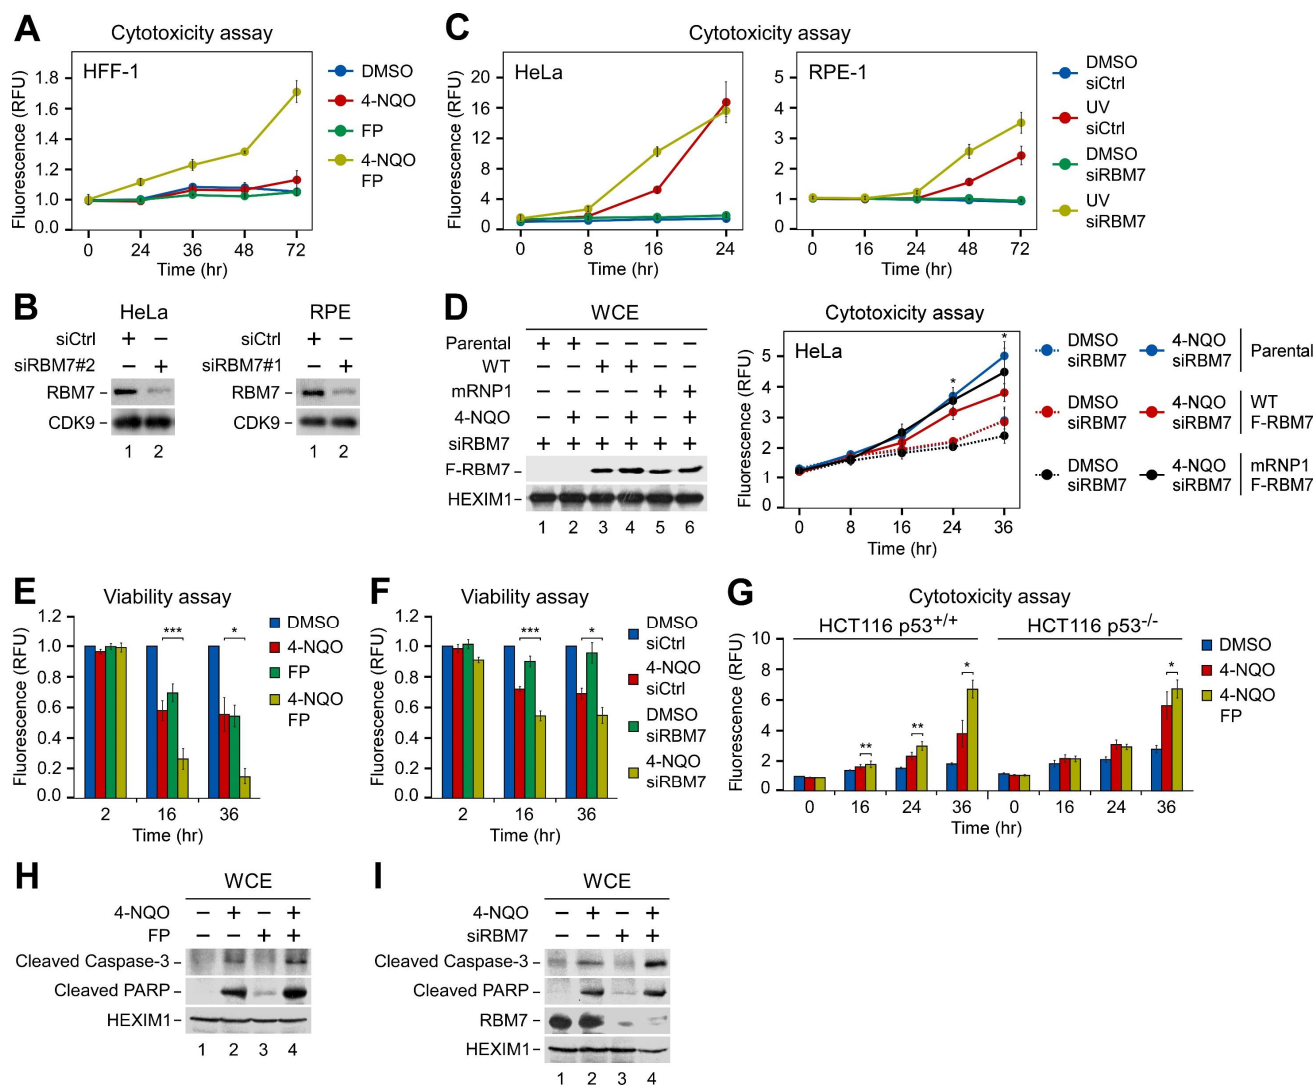 A
Cytotoxicity assay
HFF-1
Fluorescence (RFU)
1.8
1.6
1.4
1.2
1.0
0.0
0 24 36 48 72
Time (hr)
DMSO
4-NQO
FP
4-NQO
FP
C
Cytotoxicity assay
HeLa
Fluorescence (RFU)
20
16
12
8
4
0
0 8 16 24
Time (hr)
RPE-1
5
4
3
2
1
0
0 16 24 48 72
Time (hr)
DMSO
siCtrl
UV
siCtrl
DMSO
siRBM7
UV
siRBM7
B
HeLa
siCtrl + −
siRBM7#2 − +
RBM7
CDK9
1 2
RPE
siCtrl + −
siRBM7#1 − +
RBM7
CDK9
1 2
D
WCE
Parental + + − − − −
WT − − + + − −
mRNP1 − − − − + +
4-NQO − + − + − +
siRBM7 + + + + + +
F-RBM7
HEXIM1
1 2 3 4 5 6
Cytotoxicity assay
HeLa
Fluorescence (RFU)
5
4
3
2
1
0
* *
0 8 16 24 36
Time (hr)
DMSO 4-NQO
siRBM7 siRBM7 Parental
DMSO 4-NQO WT
siRBM7 siRBM7 F-RBM7
DMSO 4-NQO mRNP1
siRBM7 siRBM7 F-RBM7
E
Viability assay
Fluorescence (RFU)
1.2
1.0
0.8
0.6
0.4
0.2
0.0
*** *
2 16 36
Time (hr)
DMSO
4-NQO
FP
4-NQO
FP
F
Viability assay
Fluorescence (RFU)
1.2
1.0
0.8
0.6
0.4
0.2
0.0
*** *
2 16 36
Time (hr)
DMSO
siCtrl
4-NQO
siCtrl
DMSO
siRBM7
4-NQO
siRBM7
G
Cytotoxicity assay
HCT116 p53+/+ HCT116 p53-/-
Fluorescence (RFU)
10
8
6
4
2
0
** ** * *
0 16 24 36 0 16 24 36
Time (hr)
DMSO
4-NQO
4-NQO
FP
H
WCE
4-NQO − + − +
FP − − + +
Cleaved Caspase-3
Cleaved PARP
HEXIM1
1 2 3 4
I
WCE
4-NQO − + − +
siRBM7 − − + +
Cleaved Caspase-3
Cleaved PARP
RBM7
HEXIM1
1 2 3 4